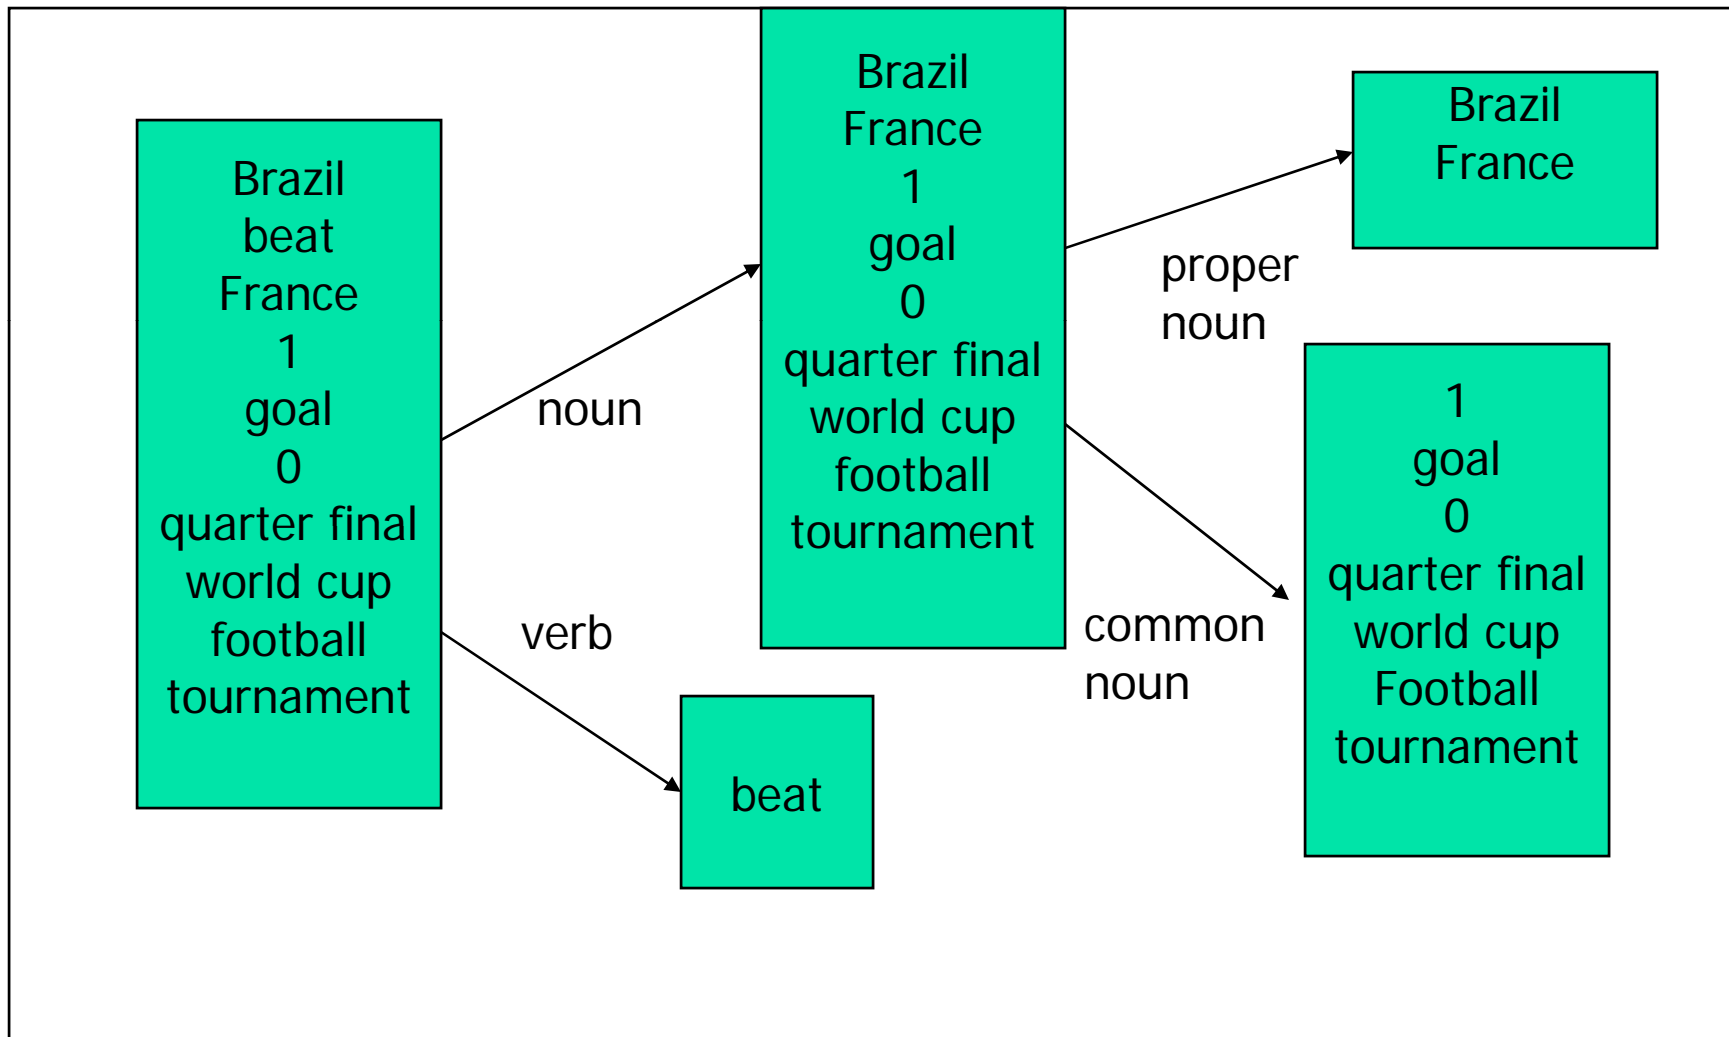 Brazil
beat
France
1
goal
0
quarter final
world cup
football
tournament
noun
verb
Brazil
France
1
goal
0
quarter final
world cup
football
tournament
beat
proper
noun
common
noun
Brazil
France
1
goal
0
quarter final
world cup
Football
tournament